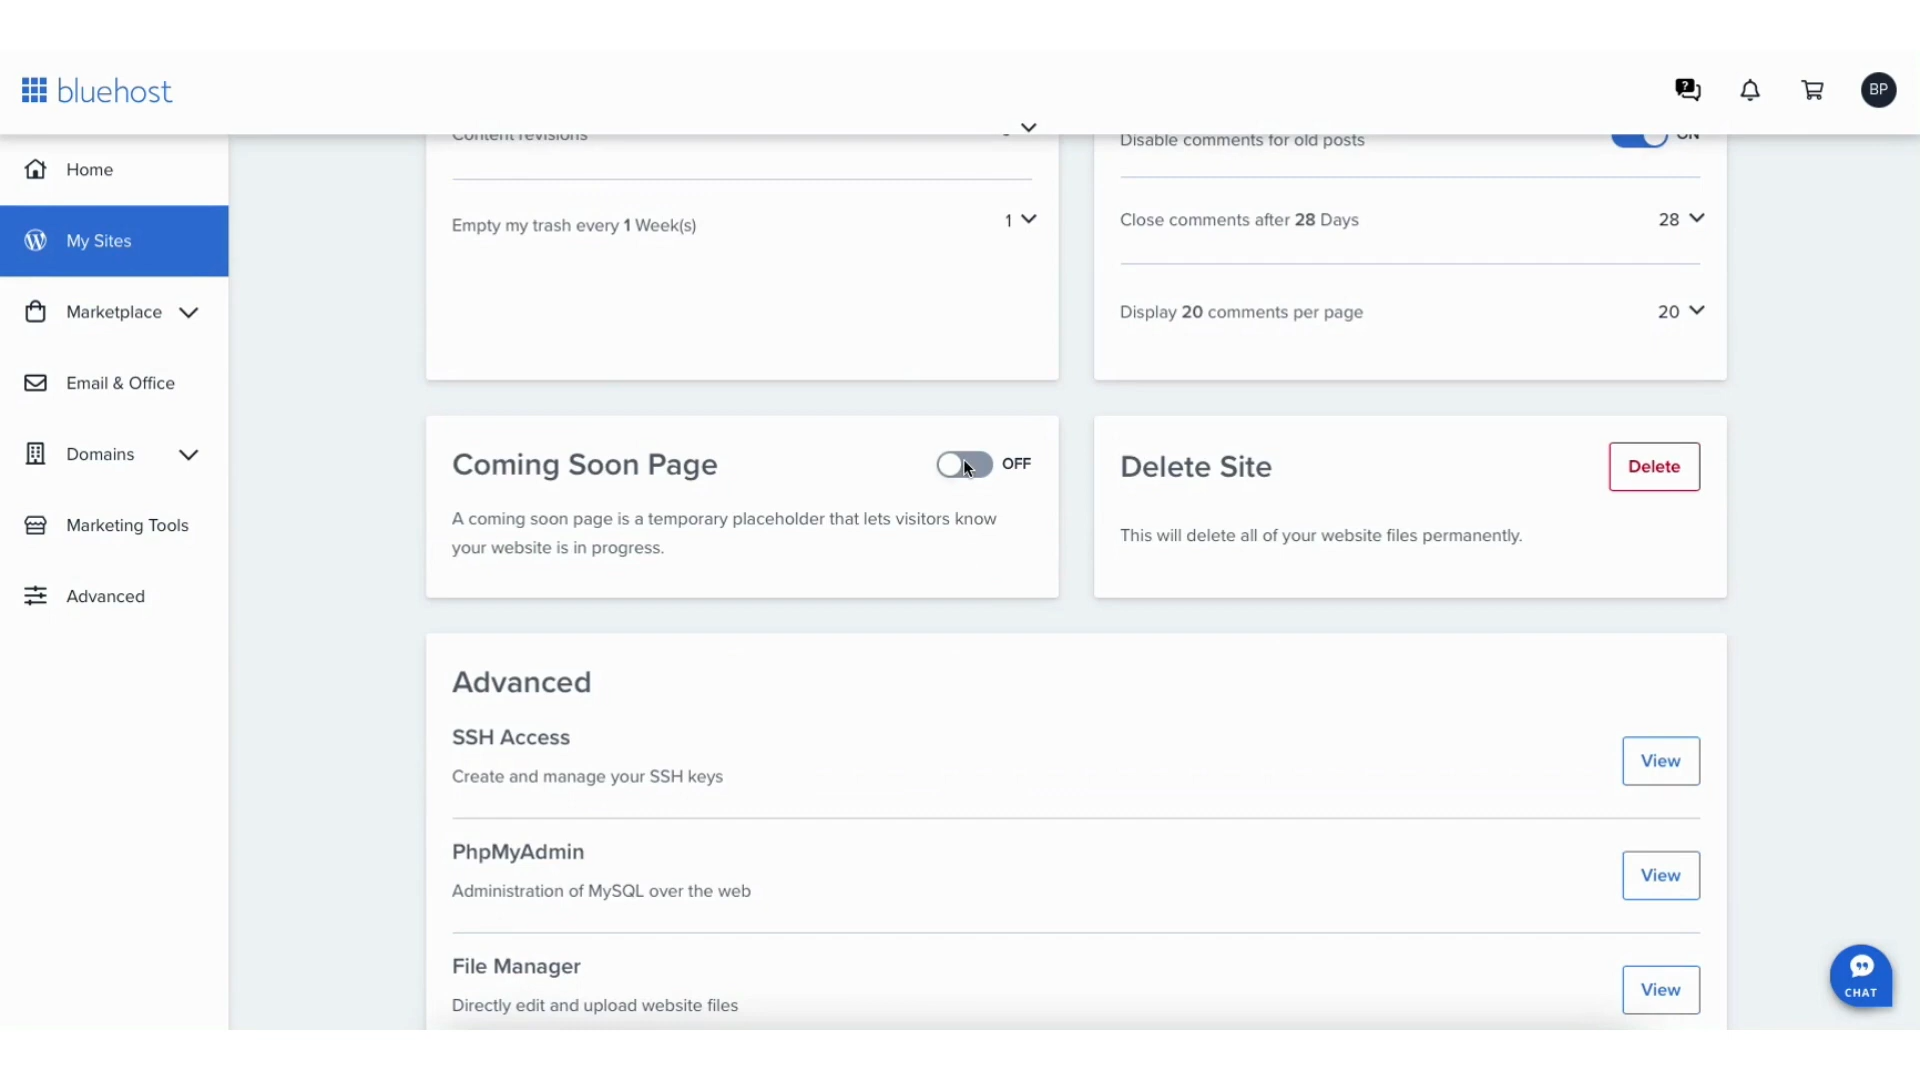 bluehost
BP
Home
My Sites
Marketplace
Email & Office
Domains
Marketing Tools
Advanced
Content revisions
Empty my trash every 1 Week(s)
1
Disable comments for old posts
ON
Close comments after 28 Days
28
Display 20 comments per page
20
Coming Soon Page
OFF
A coming soon page is a temporary placeholder that lets visitors know
your website is in progress.
Delete Site
Delete
This will delete all of your website files permanently.
Advanced
SSH Access
Create and manage your SSH keys
View
PhpMyAdmin
Administration of MySQL over the web
View
File Manager
Directly edit and upload website files
View
CHAT